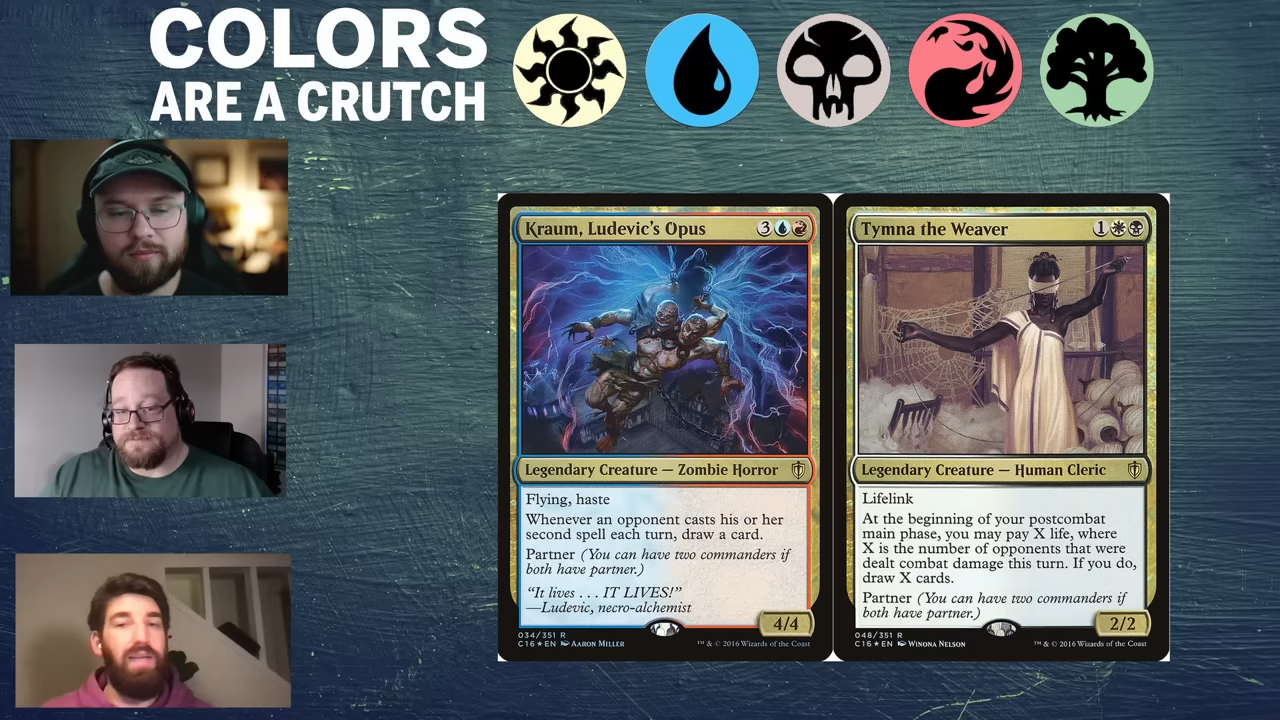 COLORS
ARE A CRUTCH
Kraum, Ludevic's Opus 3
Legendary Creature — Zombie Horror
Flying, haste
Whenever an opponent casts his or her
second spell each turn, draw a card.
Partner (You can have two commanders if
both have partner.)
"It lives . . . IT LIVES!"
—Ludevic, necro-alchemist
4/4
034/351 R
C16 ★ EN AARON MILLER
™ & © 2016 Wizards of the Coast
Tymna the Weaver 1
Legendary Creature — Human Cleric
Lifelink
At the beginning of your postcombat
main phase, you may pay X life, where
X is the number of opponents that were
dealt combat damage this turn. If you do,
draw X cards.
Partner (You can have two commanders if
both have partner.)
2/2
048/351 R
C16 ★ EN WINONA NELSON
™ & © 2016 Wizards of the Coast